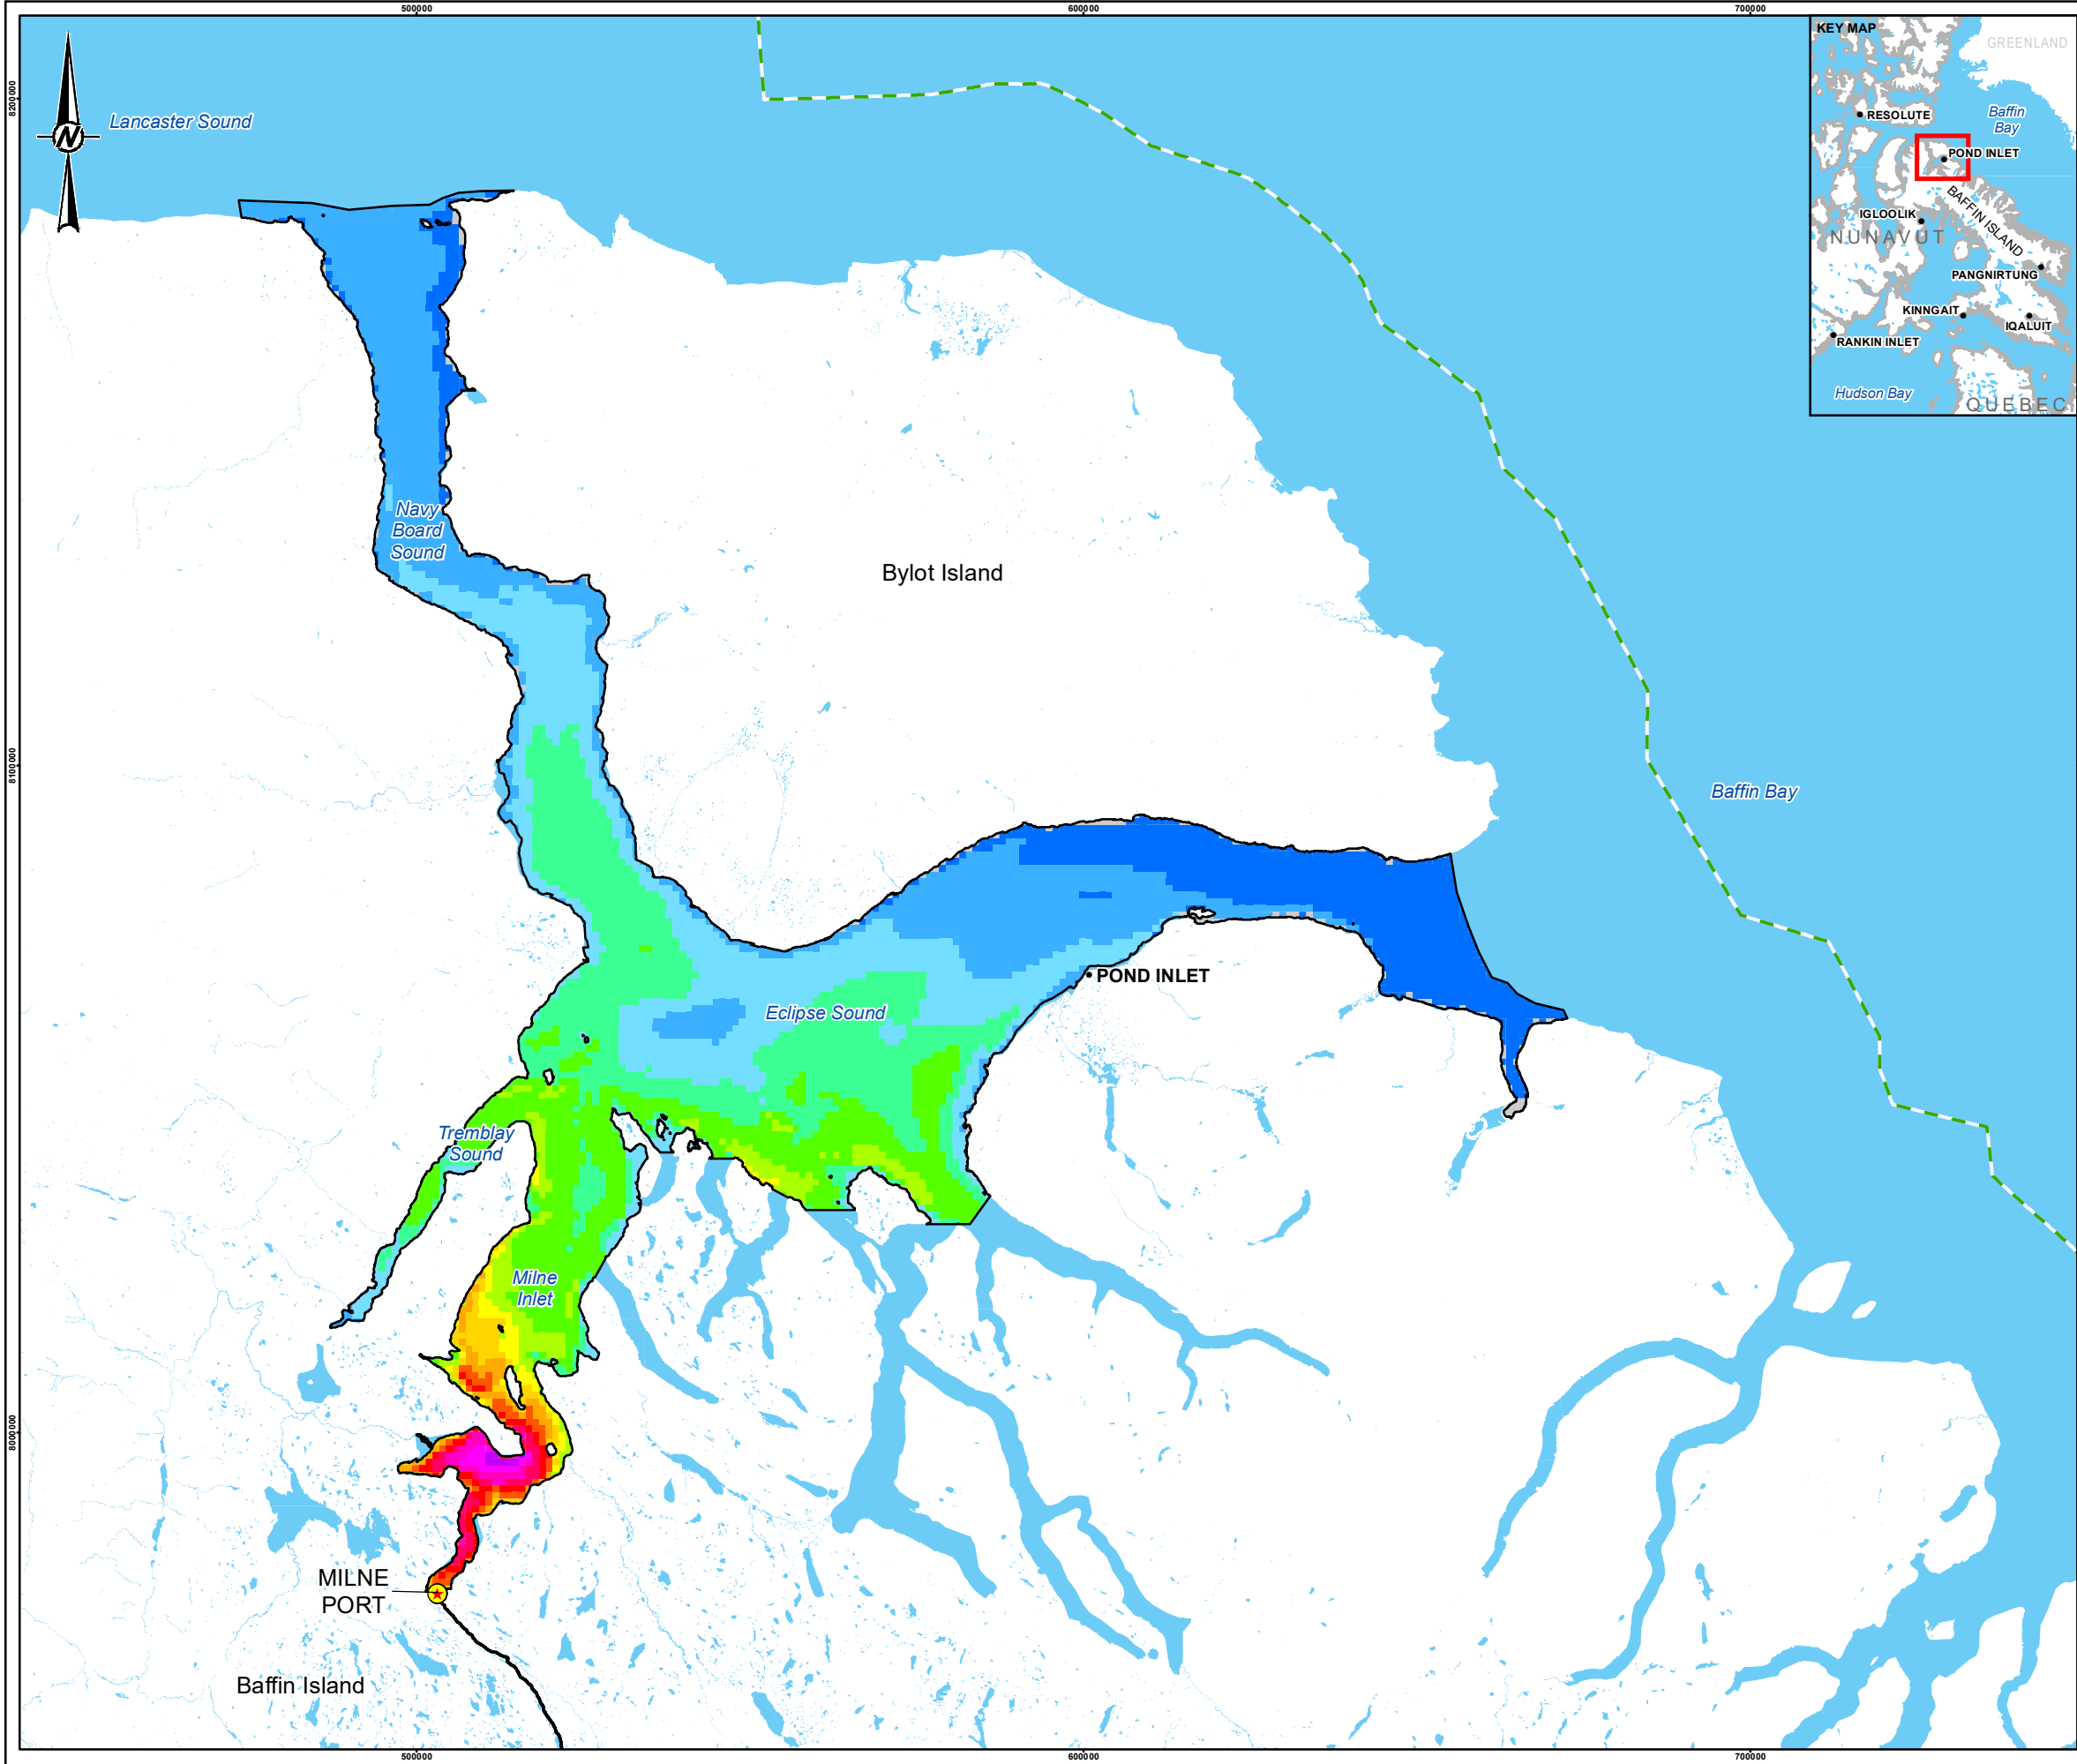 500000
600000
700000
8200000
8100000
8000000
N
Lancaster Sound
KEY MAP
GREENLAND
Baffin
Bay
RESOLUTE
POND INLET
BAFFIN ISLAND
IGLOOLIK
NUNAVUT
PANGNIRTUNG
KINNGAIT
IQALUIT
RANKIN INLET
Hudson Bay
QUEBEC
Navy
Board
Sound
Bylot Island
Baffin Bay
POND INLET
Eclipse Sound
Tremblay
Sound
Milne
Inlet
MILNE
PORT
Baffin Island
500000
600000
700000